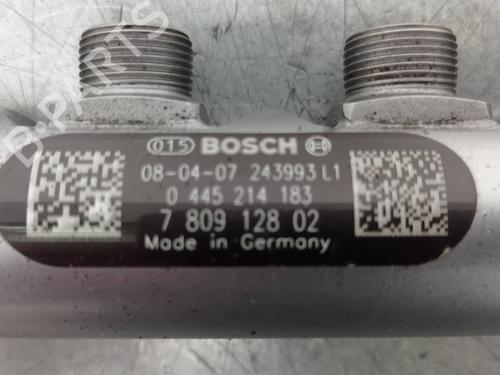 B-PARTS
015 BOSCH
08-04-07 243993 L1
0 445 214 183
7 809 128 02
Made in Germany